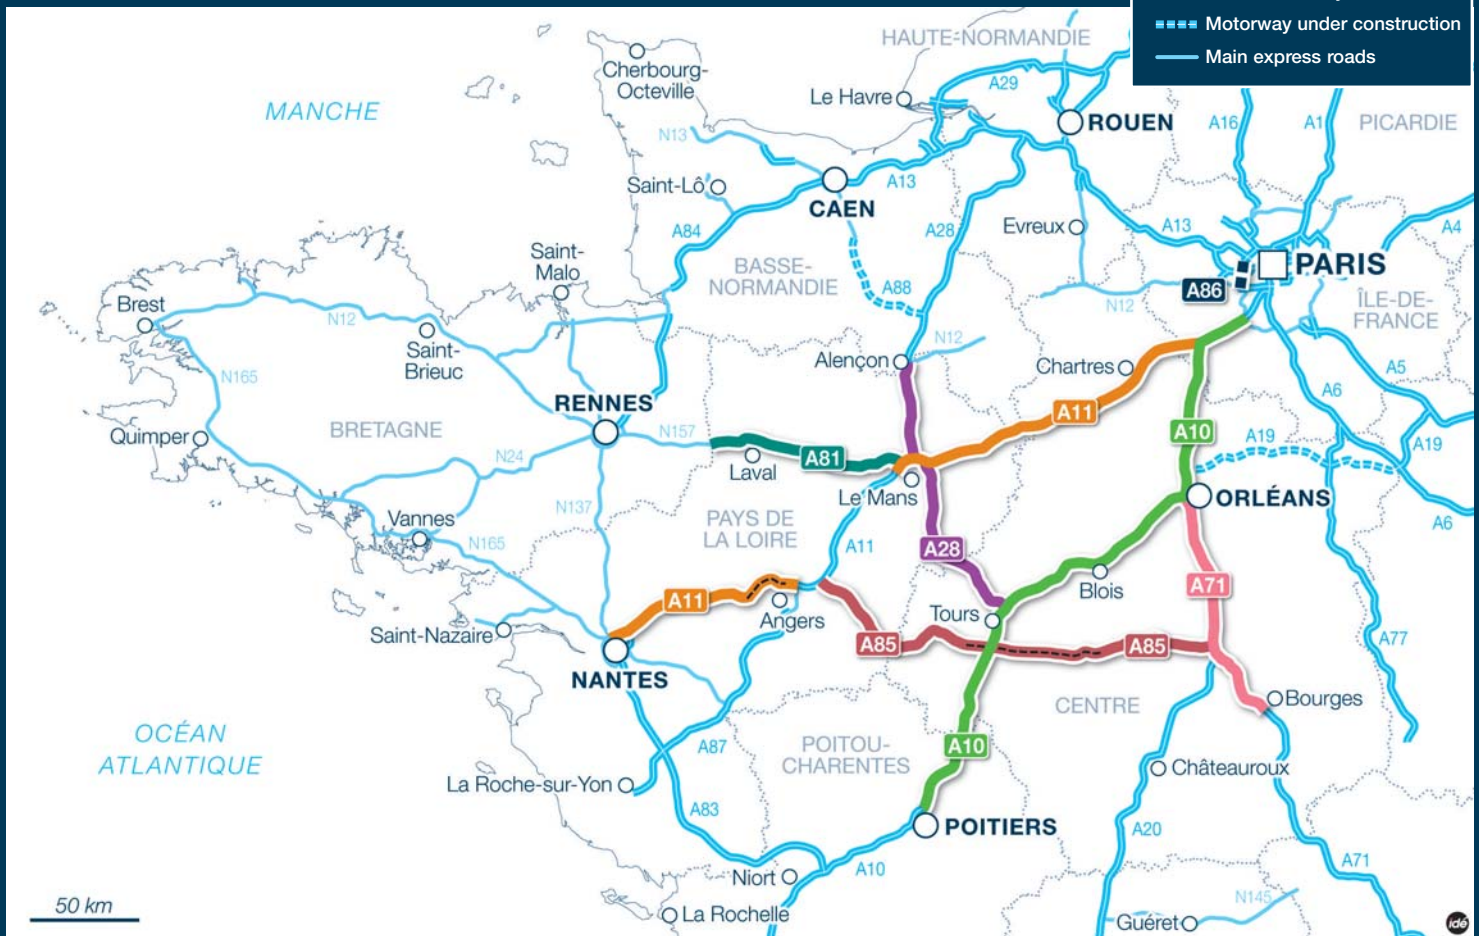 Motorway under construction
Main express roads
HAUTE-NORMANDIE
Cherbourg-
Octeville
A29
Le Havre
MANCHE
ROUEN
A16
A1
PICARDIE
N13
Saint-Lô
A13
CAEN
A84
A28
Evreux
A13
A4
Saint-
Malo
BASSE-
NORMANDIE
PARIS
A86
A88
N12
ÎLE-DE-
FRANCE
Brest
N12
Saint-
Brieuc
Alençon
N12
Chartres
A5
N165
A6
RENNES
A11
Quimper
BRETAGNE
N157
A10
A19
A19
N24
Laval
A81
Le Mans
ORLÉANS
N137
Vannes
PAYS DE
LA LOIRE
A6
N165
A11
A28
A71
Blois
A11
Angers
Tours
Saint-Nazaire
A85
A85
A77
NANTES
Bourges
CENTRE
OCÉAN
ATLANTIQUE
A87
POITOU-
CHARENTES
A10
Châteauroux
La Roche-sur-Yon
A83
POITIERS
A20
A10
A71
Niort
N145
50 km
La Rochelle
Guéret
idé